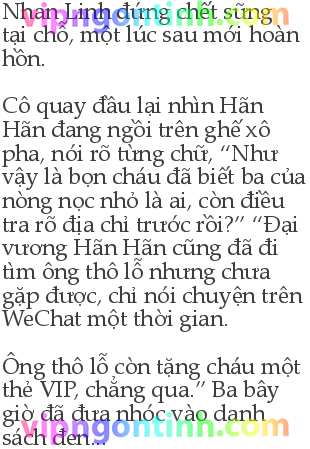 Nhan Linh đứng chết sững
tại chỗ, một lúc sau mới hoàn
hồn.
Cô quay đầu lại nhìn Hãn
Hãn đang ngồi trên ghế xô
pha, nói rõ từng chữ, “Như
vậy là bọn cháu đã biết ba của
nòng nọc nhỏ là ai, còn điều
tra rõ địa chỉ trước rồi?” “Đại
vương Hãn Hãn cũng đã đi
tìm ông thô lỗ nhưng chưa
gặp được, chỉ nói chuyện trên
WeChat một thời gian.
Ông thô lỗ còn tặng cháu một
thẻ VIP, chẳng qua.” Ba bây
giờ đã đưa nhóc vào danh
sách đen...
vipngontinh.com
vipngontinh.com